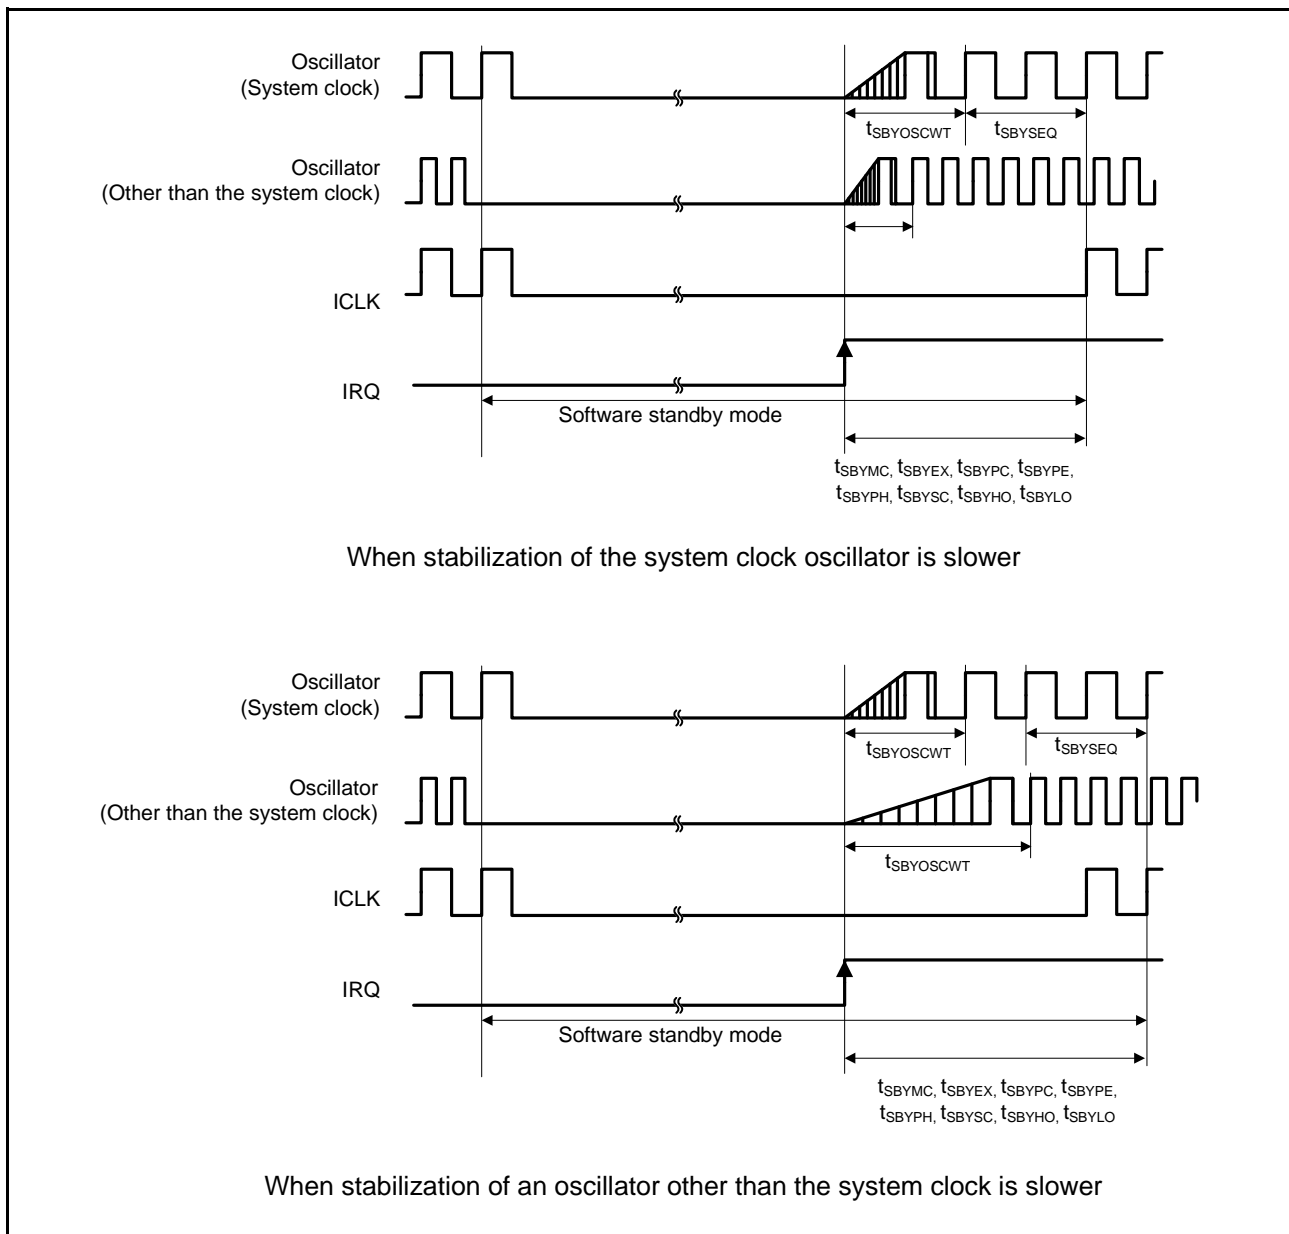 Oscillator
(System clock)
tSBYOSCWT
tSBYSEQ
Oscillator
(Other than the system clock)
ICLK
IRQ
Software standby mode
tSBYMC, tSBYEX, tSBYPC, tSBYPE,
tSBYPH, tSBYSC, tSBYHO, tSBYLO
When stabilization of the system clock oscillator is slower
Oscillator
(System clock)
tSBYOSCWT
tSBYSEQ
Oscillator
(Other than the system clock)
tSBYOSCWT
ICLK
IRQ
Software standby mode
tSBYMC, tSBYEX, tSBYPC, tSBYPE,
tSBYPH, tSBYSC, tSBYHO, tSBYLO
When stabilization of an oscillator other than the system clock is slower